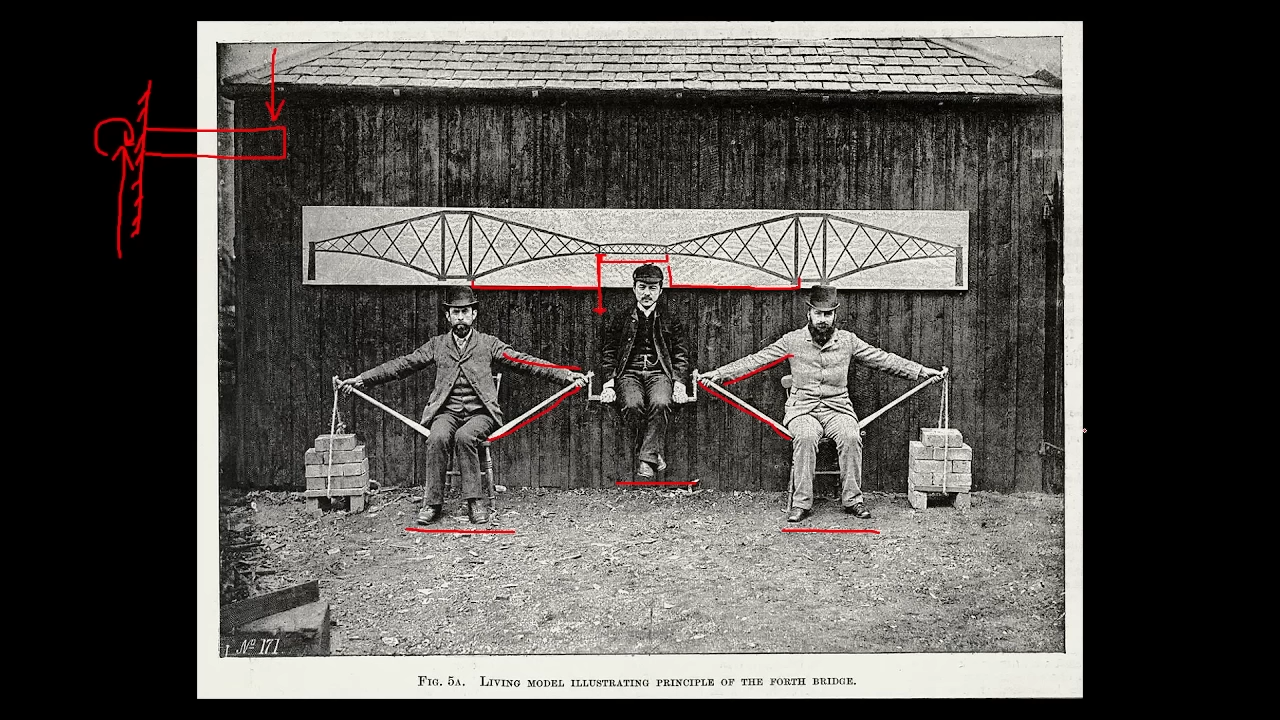 L Nº 171
FIG. 5A. LIVING MODEL ILLUSTRATING PRINCIPLE OF THE FORTH BRIDGE.